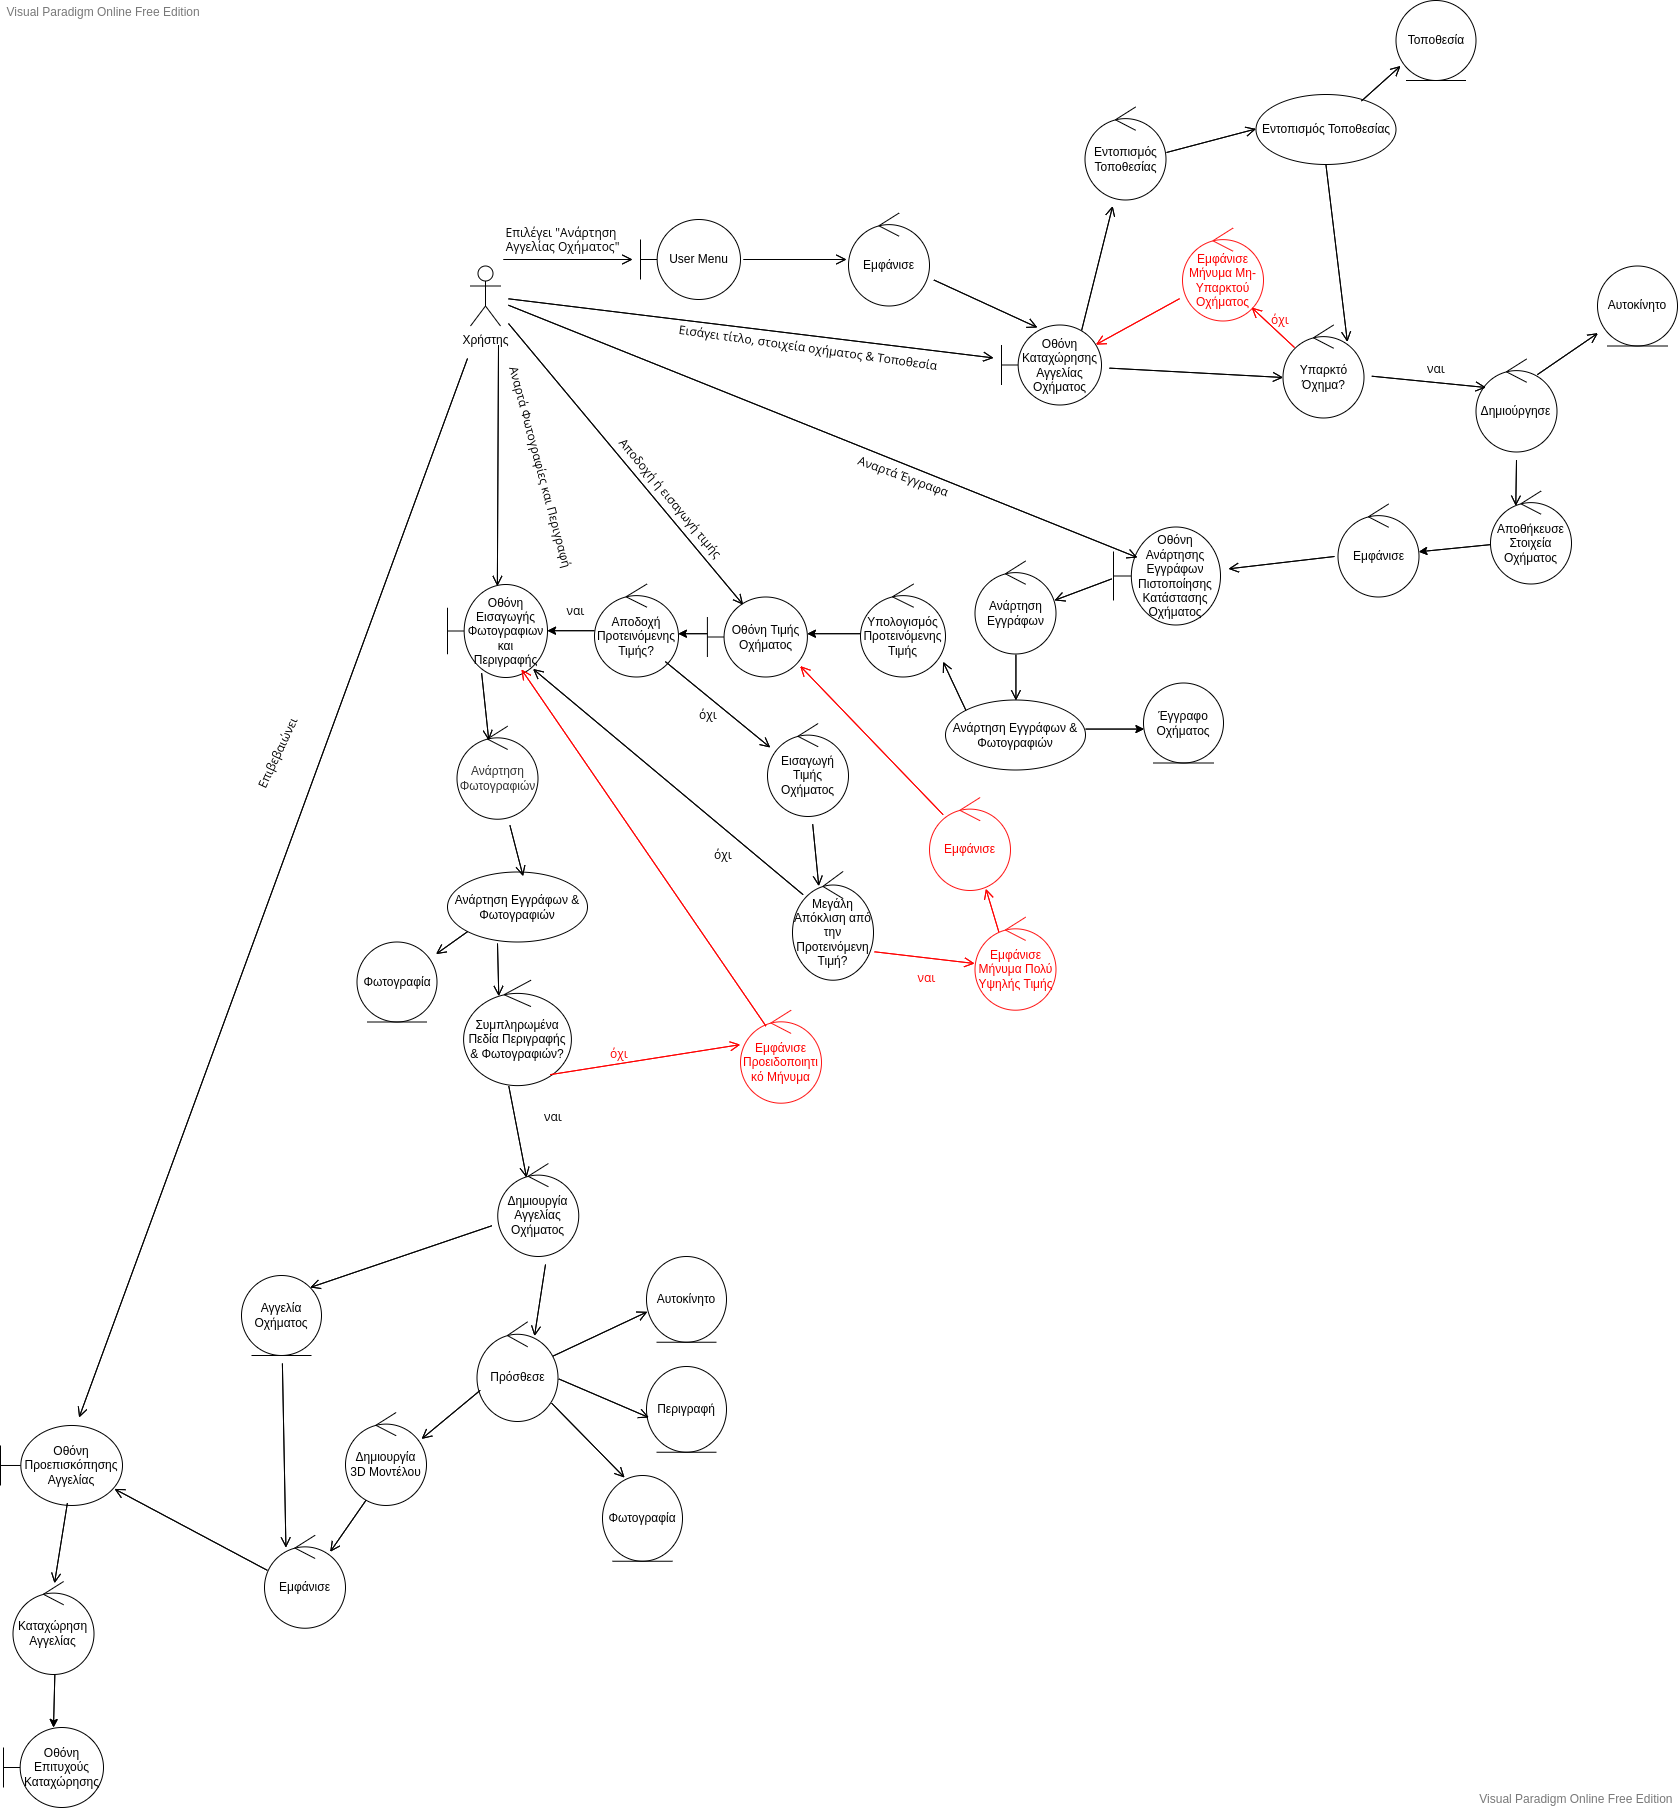 Visual Paradigm Online Free Edition
Τοποθεσία
Εντοπισμός Τοποθεσίας
Εντοπισμός
Τοποθεσίας
Επιλέγει "Ανάρτηση
Αγγελίας Οχήματος"
User Menu
Εμφάνισε
Εμφάνισε
Μήνυμα Μη-
Υπαρκτού
Οχήματος
όχι
Αυτοκίνητο
Χρήστης
Εισάγει τίτλο, στοιχεία οχήματος & Τοποθεσία
Οθόνη
Καταχώρησης
Αγγελίας
Οχήματος
Υπαρκτό
Όχημα?
ναι
Δημιούργησε
Αναρτά Φωτογραφίες και Περιγραφή
Αποδοχή ή εισαγωγή τιμής
Αναρτά Έγγραφα
Αποθήκευσε
Στοιχεία
Οχήματος
Εμφάνισε
Οθόνη
Ανάρτησης
Εγγράφων
Πιστοποίησης
Κατάστασης
Οχήματος
Ανάρτηση
Εγγράφων
Υπολογισμός
Προτεινόμενης
Τιμής
Οθόνη Τιμής
Οχήματος
Αποδοχή
Προτεινόμενης
Τιμής?
ναι
Οθόνη
Εισαγωγής
Φωτογραφιων
και
Περιγραφής
όχι
Ανάρτηση Εγγράφων &
Φωτογραφιών
Έγγραφο
Οχήματος
Επιβεβαιώνει
Ανάρτηση
Φωτογραφιών
Εισαγωγή
Τιμής
Οχήματος
Εμφάνισε
όχι
Ανάρτηση Εγγράφων &
Φωτογραφιών
Μεγάλη
Απόκλιση από
την
Προτεινόμενη
Τιμή?
ναι
Εμφάνισε
Μήνυμα Πολύ
Υψηλής Τιμής
Φωτογραφία
Συμπληρωμένα
Πεδία Περιγραφής
& Φωτογραφιών?
όχι
Εμφάνισε
Προειδοποιητι
κό Μήνυμα
ναι
Δημιουργία
Αγγελίας
Οχήματος
Αγγελία
Οχήματος
Αυτοκίνητο
Πρόσθεσε
Περιγραφή
Οθόνη
Προεπισκόπησης
Αγγελίας
Δημιουργία
3D Μοντέλου
Φωτογραφία
Εμφάνισε
Καταχώρηση
Αγγελίας
Οθόνη
Επιτυχούς
Καταχώρησης
Visual Paradigm Online Free Edition